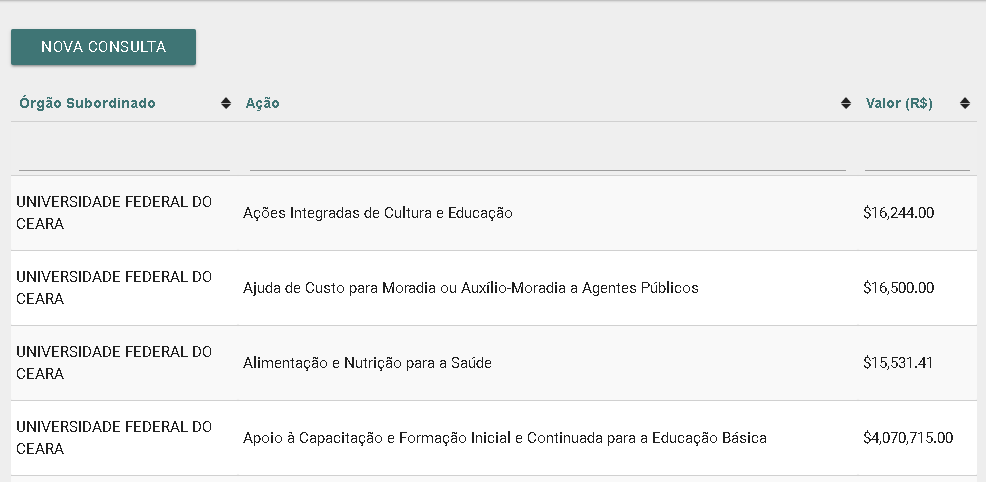 NOVA CONSULTA
Órgão Subordinado Ação Valor (R$)
UNIVERSIDADE FEDERAL DO
CEARA
Ações Integradas de Cultura e Educação
$16,244.00
UNIVERSIDADE FEDERAL DO
CEARA
Ajuda de Custo para Moradia ou Auxílio-Moradia a Agentes Públicos
$16,500.00
UNIVERSIDADE FEDERAL DO
CEARA
Alimentação e Nutrição para a Saúde
$15,531.41
UNIVERSIDADE FEDERAL DO
CEARA
Apoio à Capacitação e Formação Inicial e Continuada para a Educação Básica
$4,070,715.00